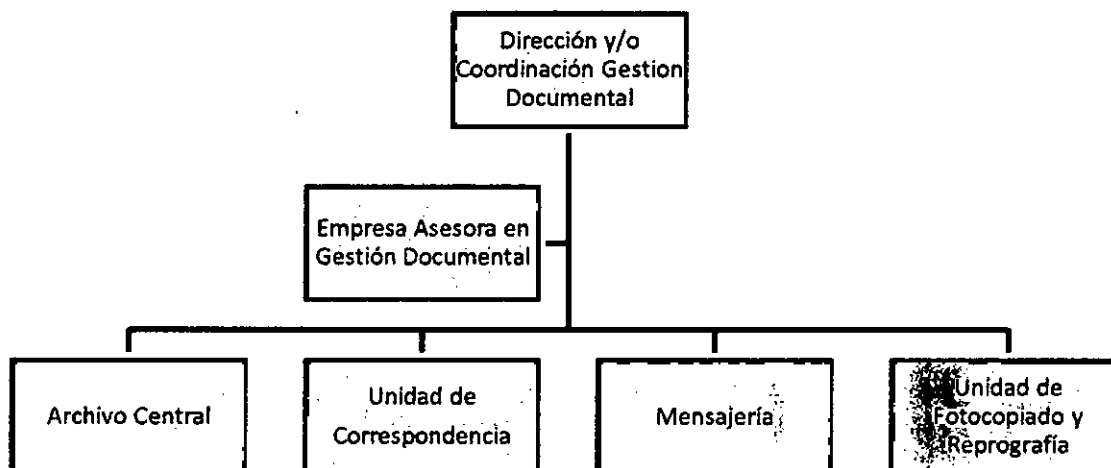 Dirección y/o
Coordinación Gestion
Documental
Empresa Asesora en
Gestión Documental
Archivo Central
Unidad de
Correspondencia
Mensajería
Unidad de
Fotocopiado y
Reprografía